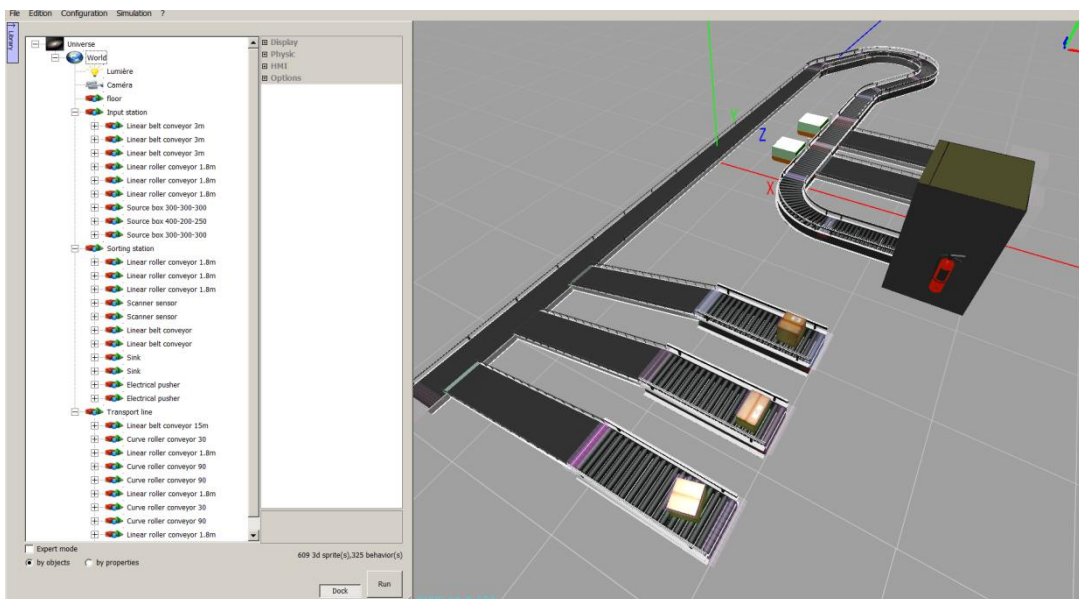 File Edition Configuration Simulation ?
Library
Universe
World
Lumière
Caméra
floor
Input station
Linear belt conveyor 3m
Linear belt conveyor 3m
Linear belt conveyor 3m
Linear roller conveyor 1.8m
Linear roller conveyor 1.8m
Linear roller conveyor 1.8m
Source box 300-300-300
Source box 400-200-250
Source box 300-300-300
Sorting station
Linear roller conveyor 1.8m
Linear roller conveyor 1.8m
Linear roller conveyor 1.8m
Scanner sensor
Scanner sensor
Linear belt conveyor
Linear belt conveyor
Sink
Sink
Electrical pusher
Electrical pusher
Transport line
Linear belt conveyor 15m
Curve roller conveyor 30
Linear roller conveyor 1.8m
Curve roller conveyor 90
Curve roller conveyor 90
Linear roller conveyor 1.8m
Curve roller conveyor 30
Curve roller conveyor 90
Linear roller conveyor 1.8m
Expert mode
by objects by properties
Display
Physic
HMI
Options
609 3d sprite(s),325 behavior(s)
Dock
Run
Y
Z
X